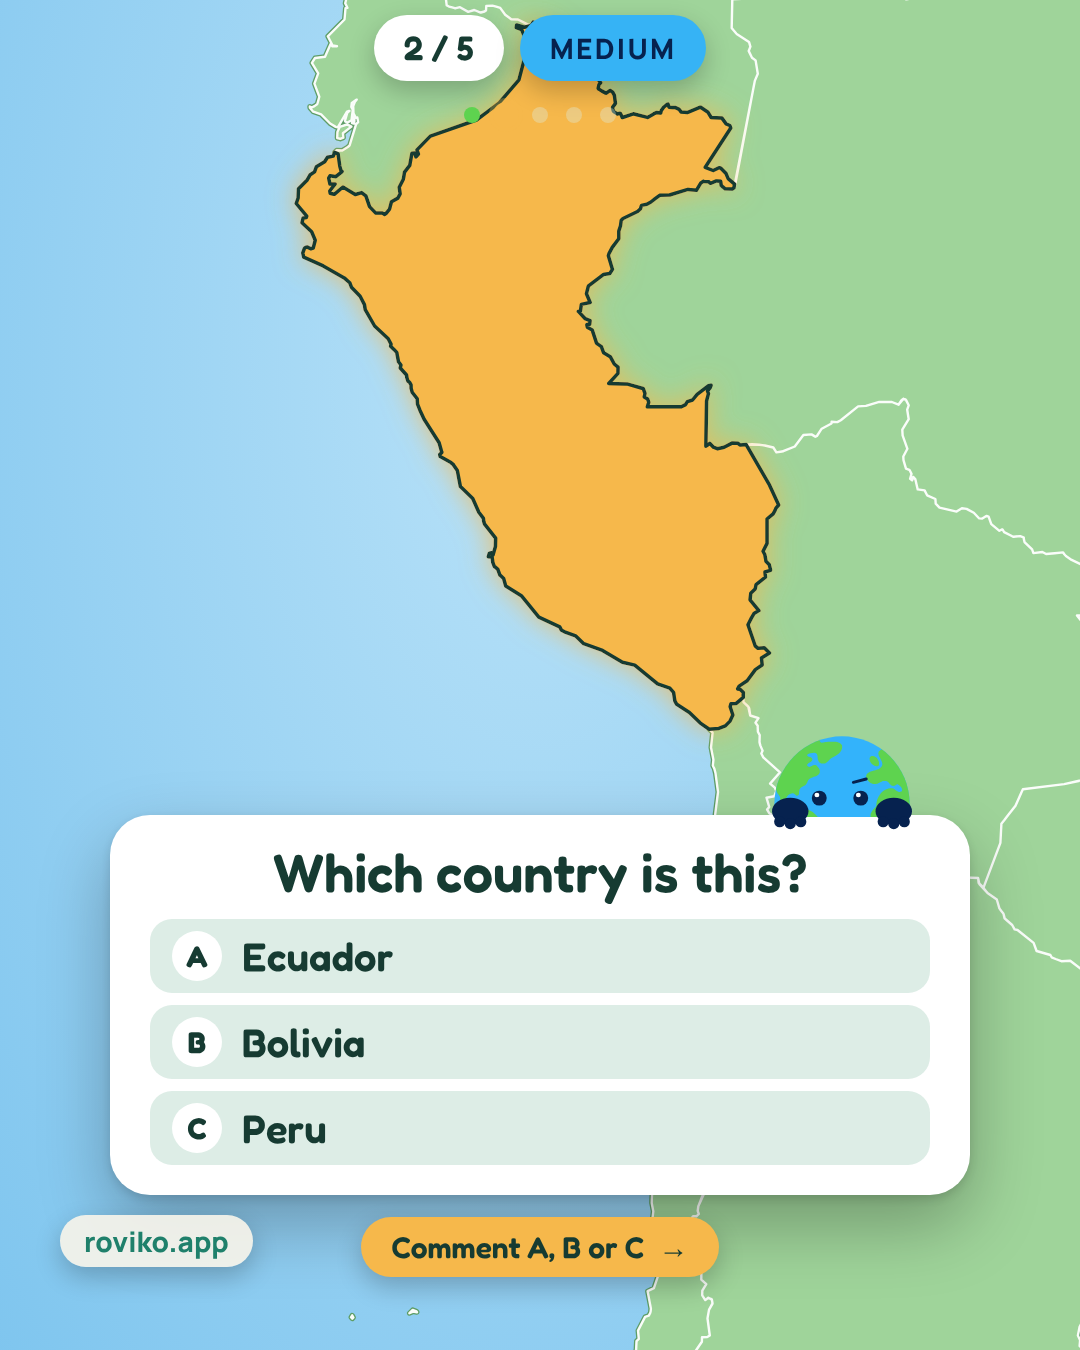 2 / 5
MEDIUM
Which country is this?
A Ecuador
B Bolivia
C Peru
roviko.app
Comment A, B or C →